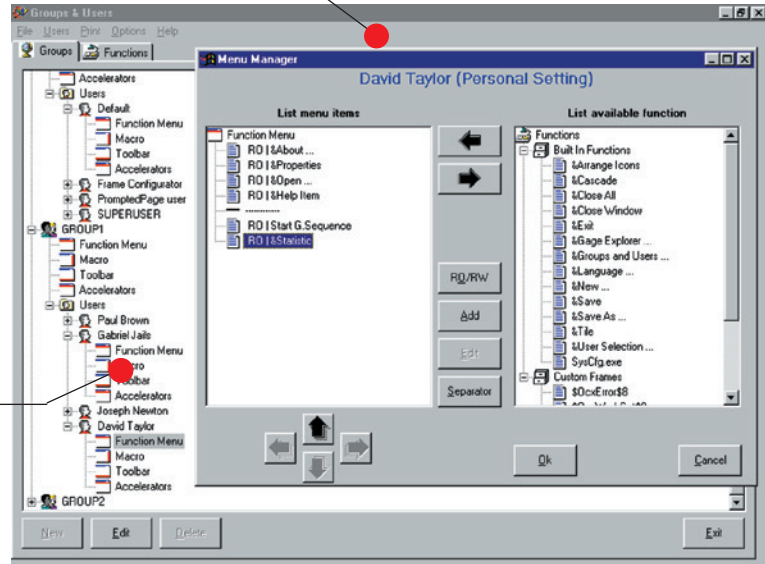 Groups & Users
File Users Print Options Help
Groups Functions
Accelerators
Users
Default
Function Menu
Macro
Toolbar
Accelerators
Frame Configurator
PromptedPage user
SUPERUSER
GROUP1
Function Menu
Macro
Toolbar
Accelerators
Users
Paul Brown
Gabriel Jails
Function Menu
Accelerators
Joseph Newton
David Taylor
Function Menu
Macro
Toolbar
Accelerators
GROUP2
New Edit Delete Exit
Menu Manager
David Taylor (Personal Setting)
List menu items
Function Menu
RO | &About ...
RO | &Properties
RO | &Open ...
RO | &Help Item
------------
RO | Start G.Sequence
RO | &Statistic
RO/RW
Add
Edt
Separator
List available function
Functions
Built In Functions
&Arrange Icons
&Cascade
&Close All
&Close Window
&Exit
&Gage Explorer ...
&Groups and Users ...
&Language ...
&New ...
&Save
&Save As ...
&Tile
&User Selection ...
SysCfg.exe
Custom Frames
$OcxError$8
Ok Cancel